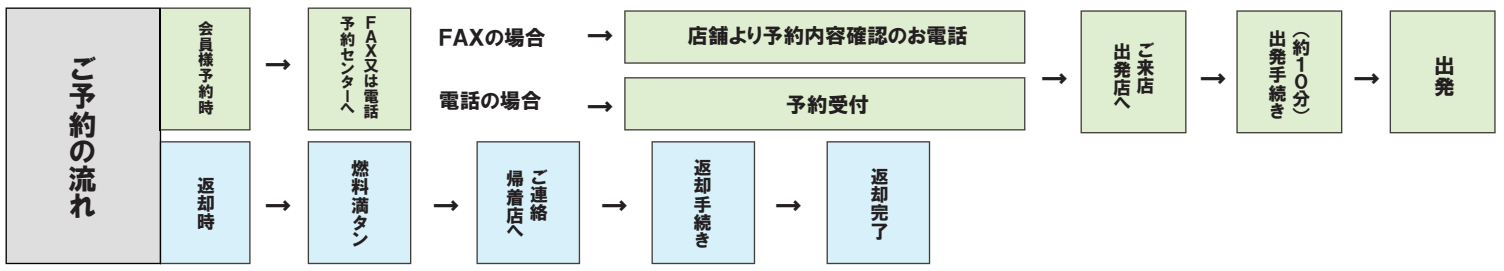 ご予約の流れ
会員様予約時
→
予約センターへ
FAX又は電話
FAXの場合
→
店舗より予約内容確認のお電話
電話の場合
→
予約受付
→
出発店へ
ご来店
→
出発手続き
（約10分）
→
出発
返却時
→
燃料満タン
→
帰着店へ
ご連絡
→
返却手続き
→
返却完了